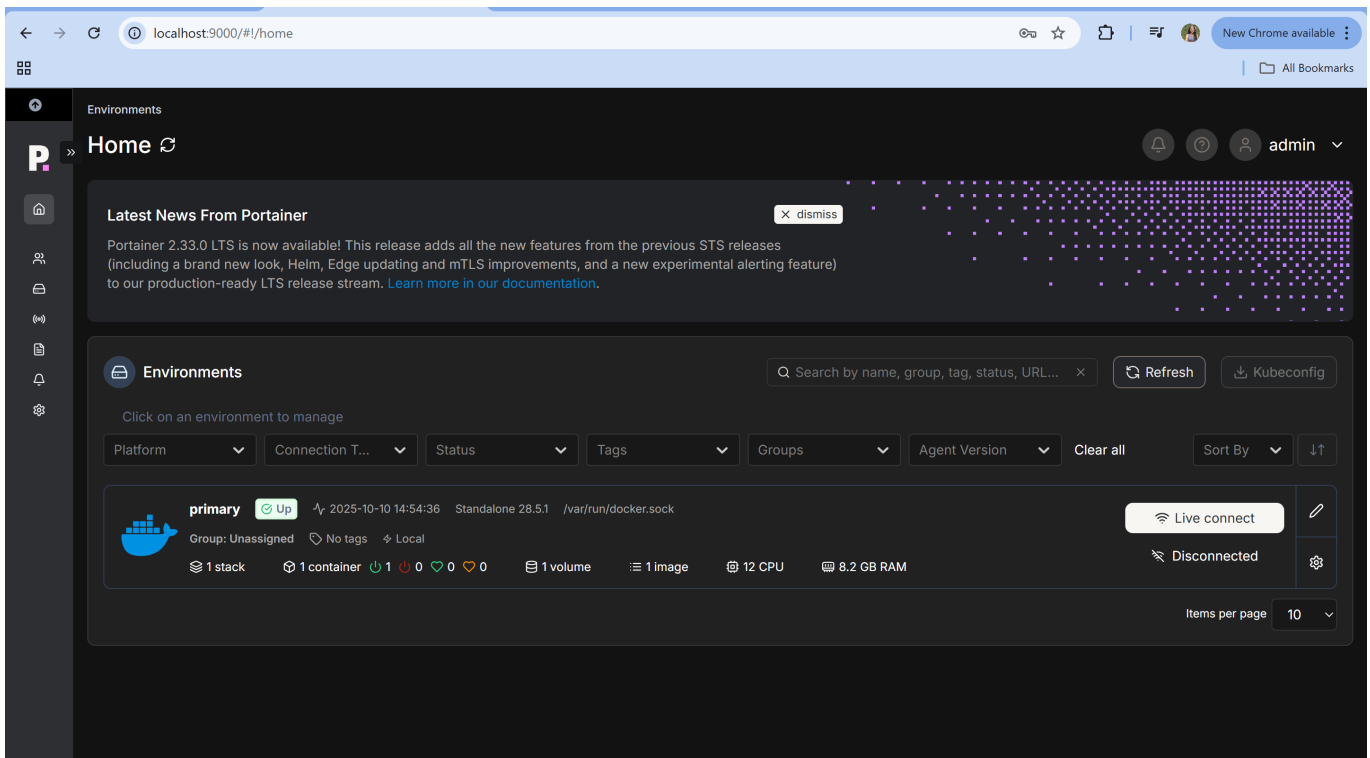 localhost:9000/#!/home
New Chrome available
All Bookmarks
Environments
Home
admin
P.
Latest News From Portainer
dismiss
Portainer 2.33.0 LTS is now available! This release adds all the new features from the previous STS releases
(including a brand new look, Helm, Edge updating and mTLS improvements, and a new experimental alerting feature)
to our production-ready LTS release stream. Learn more in our documentation.
Environments
Search by name, group, tag, status, URL...
Refresh
Kubeconfig
Click on an environment to manage
Platform
Connection T...
Status
Tags
Groups
Agent Version
Clear all
Sort By
primary Up 2025-10-10 14:54:36 Standalone 28.5.1 /var/run/docker.sock
Live connect
Group: Unassigned No tags Local
Disconnected
1 stack 1 container 1 0 0 0 1 volume 1 image 12 CPU 8.2 GB RAM
Items per page 10